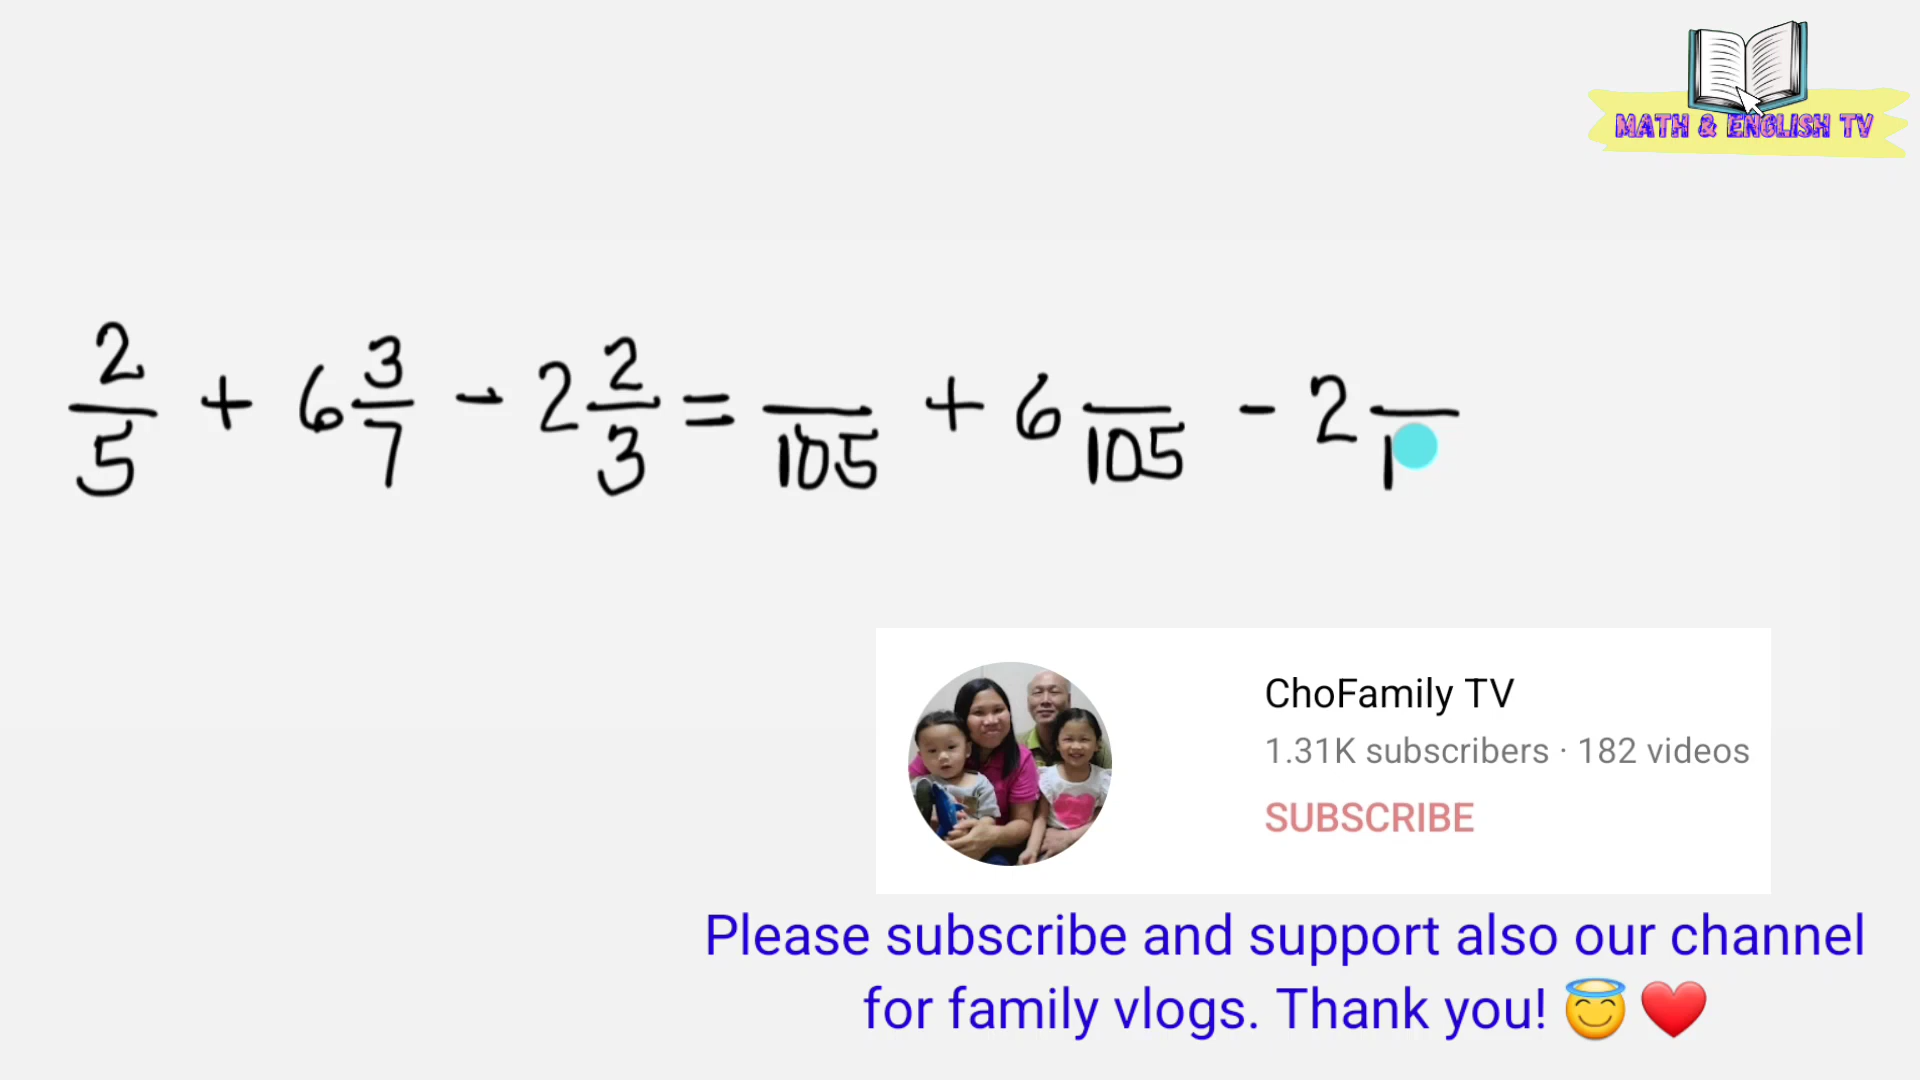 MATH & ENGLISH TV
2/5 + 6 3/7 - 2 2/3 = /105 + 6 /105 - 2 /1
ChoFamily TV
1.31K subscribers · 182 videos
SUBSCRIBE
Please subscribe and support also our channel
for family vlogs. Thank you! 😇 ❤️